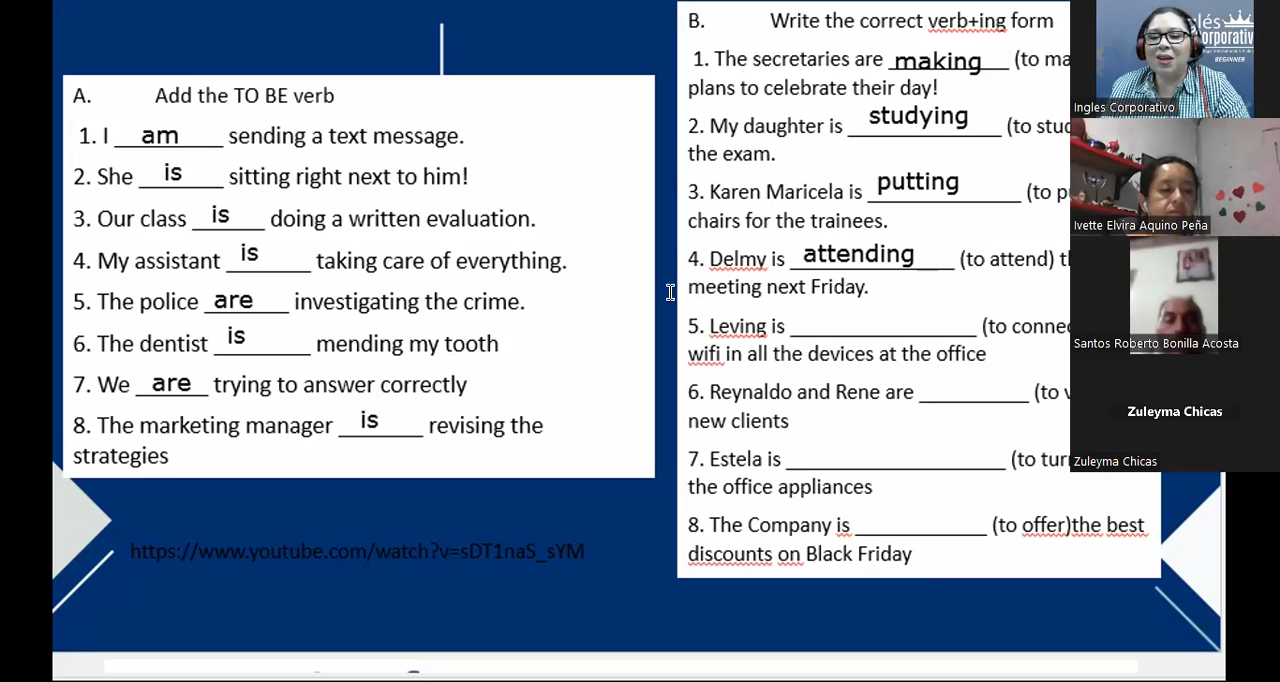 A. Add the TO BE verb
1. I am sending a text message.
2. She is sitting right next to him!
3. Our class is doing a written evaluation.
4. My assistant is taking care of everything.
5. The police are investigating the crime.
6. The dentist is mending my tooth
7. We are trying to answer correctly
8. The marketing manager is revising the
strategies
https://www.youtube.com/watch?v=sDT1naS_sYM
B. Write the correct verb+ing form
1. The secretaries are making (to ma
plans to celebrate their day!
2. My daughter is studying (to stud
the exam.
3. Karen Maricela is putting (to p
chairs for the trainees.
4. Delmy is attending (to attend) t
meeting next Friday.
5. Leving is ____ (to conne
wifi in all the devices at the office
6. Reynaldo and Rene are ____ (to v
new clients
7. Estela is ____ (to tur
the office appliances
8. The Company is ____ (to offer)the best
discounts on Black Friday
Inglés
Corporativo
BEGINNER
Ingles Corporativo
Ivette Elvira Aquino Peña
Santos Roberto Bonilla Acosta
Zuleyma Chicas
Zuleyma Chicas